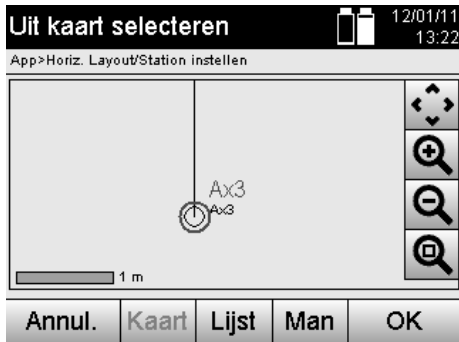 Uit kaart selecteren
12/01/11
13:22
App>Horiz. Layout/Station instellen
Ax3
Ax3
1 m
Annul. Kaart Lijst Man OK